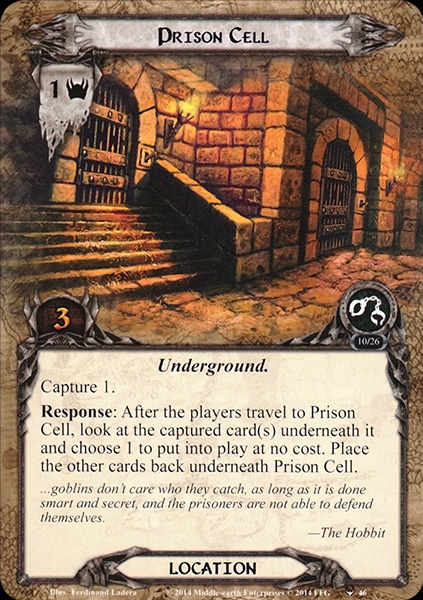 PRISON CELL
1
3
10/26
Underground.
Capture 1.
Response: After the players travel to Prison
Cell, look at the captured card(s) underneath it
and choose 1 to put into play at no cost. Place
the other cards back underneath Prison Cell.
...goblins don't care who they catch, as long as it is done
smart and secret, and the prisoners are not able to defend
themselves.
—The Hobbit
LOCATION
Illus. Ferdinand Ladera
© 2014 Middle-earth Enterprises © 2014 FFG
46